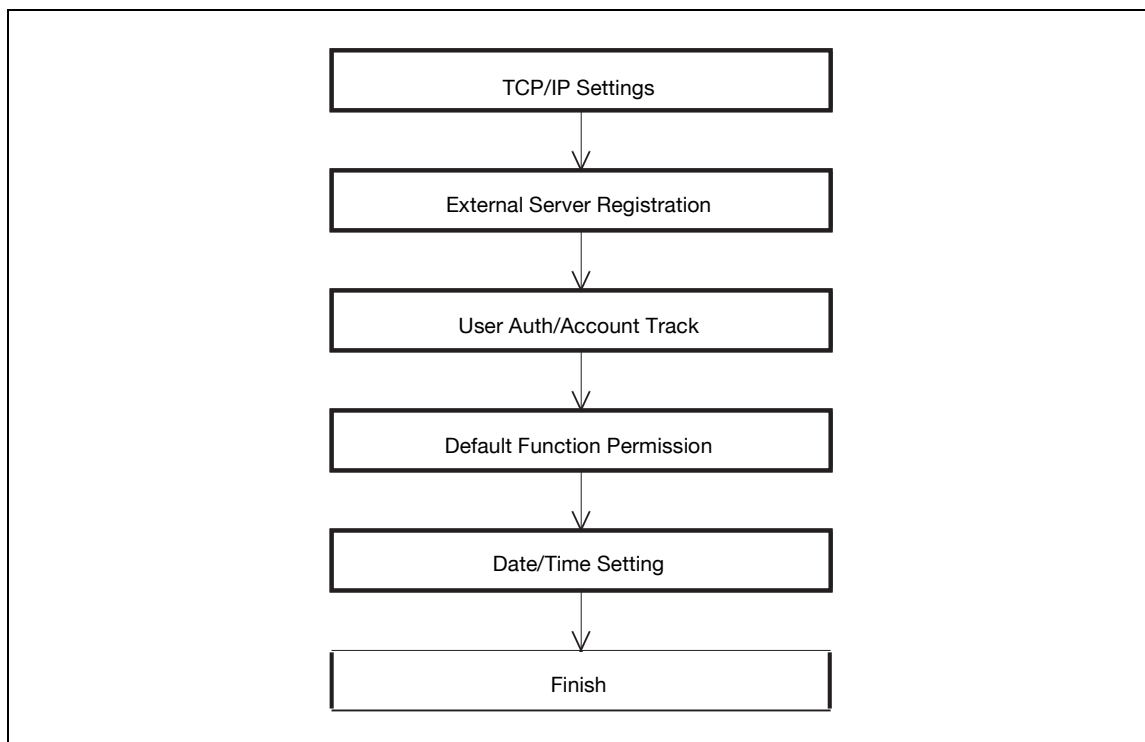 TCP/IP Settings
External Server Registration
User Auth/Account Track
Default Function Permission
Date/Time Setting
Finish